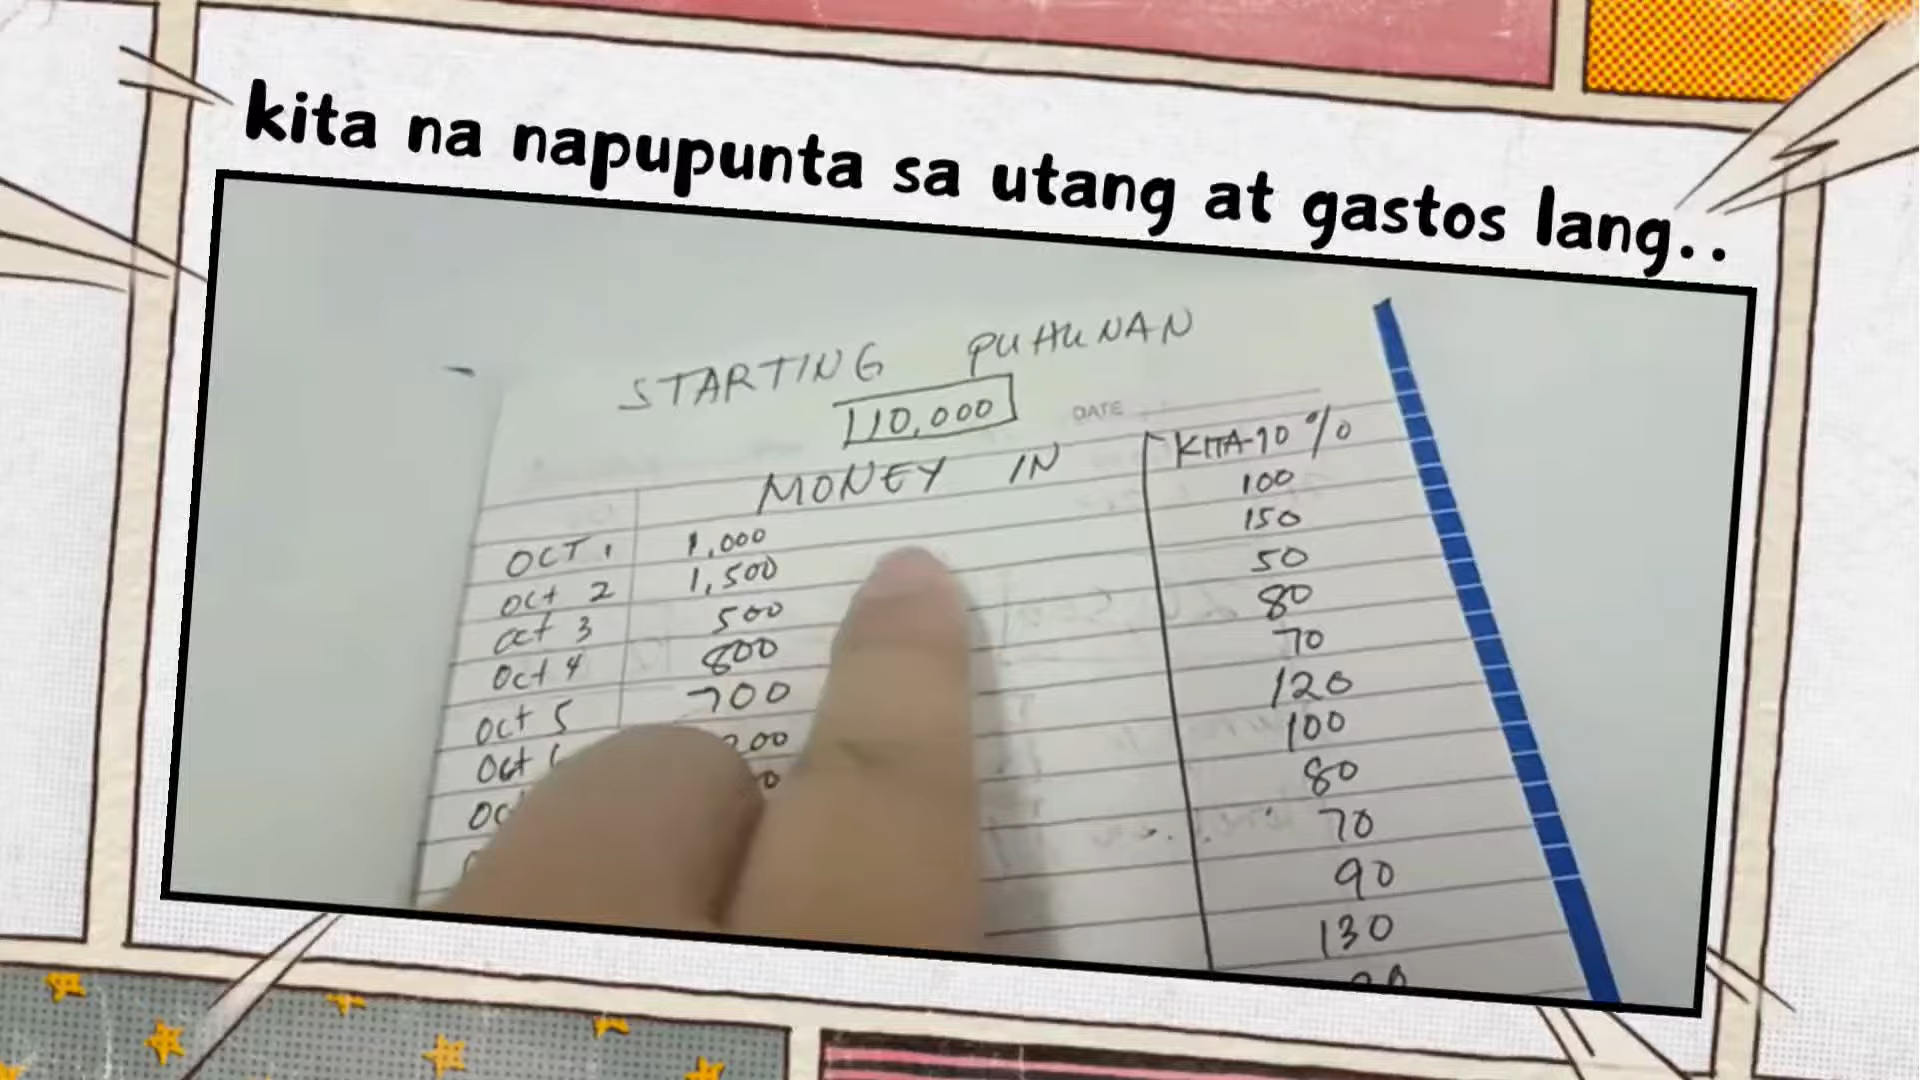 kita na napupunta sa utang at gastos lang..
STARTING PUHUNAN
10,000
DATE
MONEY IN KITA-10%
OCT 1 1,000 100
Oct 2 1,500 150
oct 3 500 50
Oct 4 800 80
Oct 5 700 70
Oct 120
100
80
70
90
130